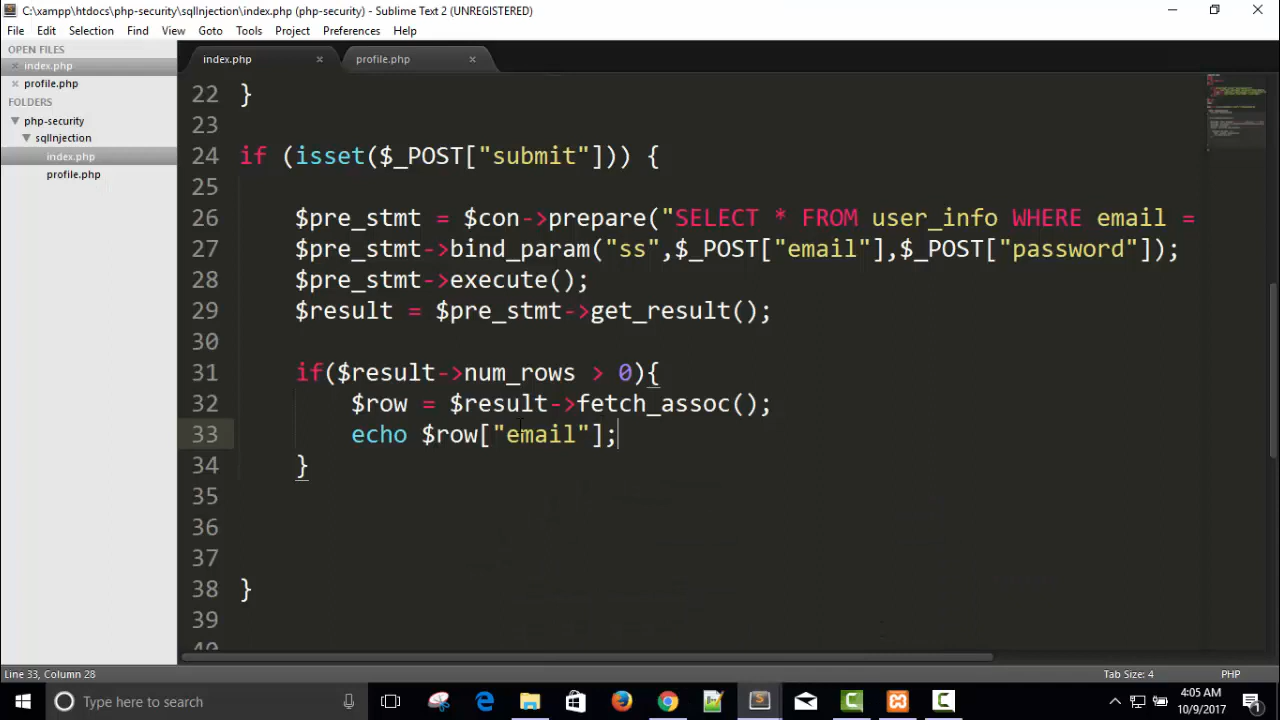 C:\xampp\htdocs\php-security\sqlInjection\index.php (php-security) - Sublime Text 2 (UNREGISTERED)
File Edit Selection Find View Goto Tools Project Preferences Help
OPEN FILES
index.php
profile.php
FOLDERS
php-security
sqlInjection
index.php
profile.php
index.php profile.php
22 }
23
24 if (isset($_POST["submit"])) {
25
26 $pre_stmt = $con->prepare("SELECT * FROM user_info WHERE email =
27 $pre_stmt->bind_param("ss",$_POST["email"],$_POST["password"]);
28 $pre_stmt->execute();
29 $result = $pre_stmt->get_result();
30
31 if($result->num_rows > 0){
32 $row = $result->fetch_assoc();
33 echo $row["email"];
34 }
35
36
37
38 }
39
40
Line 33, Column 28 Tab Size: 4 PHP
Type here to search
4:05 AM
10/9/2017
1